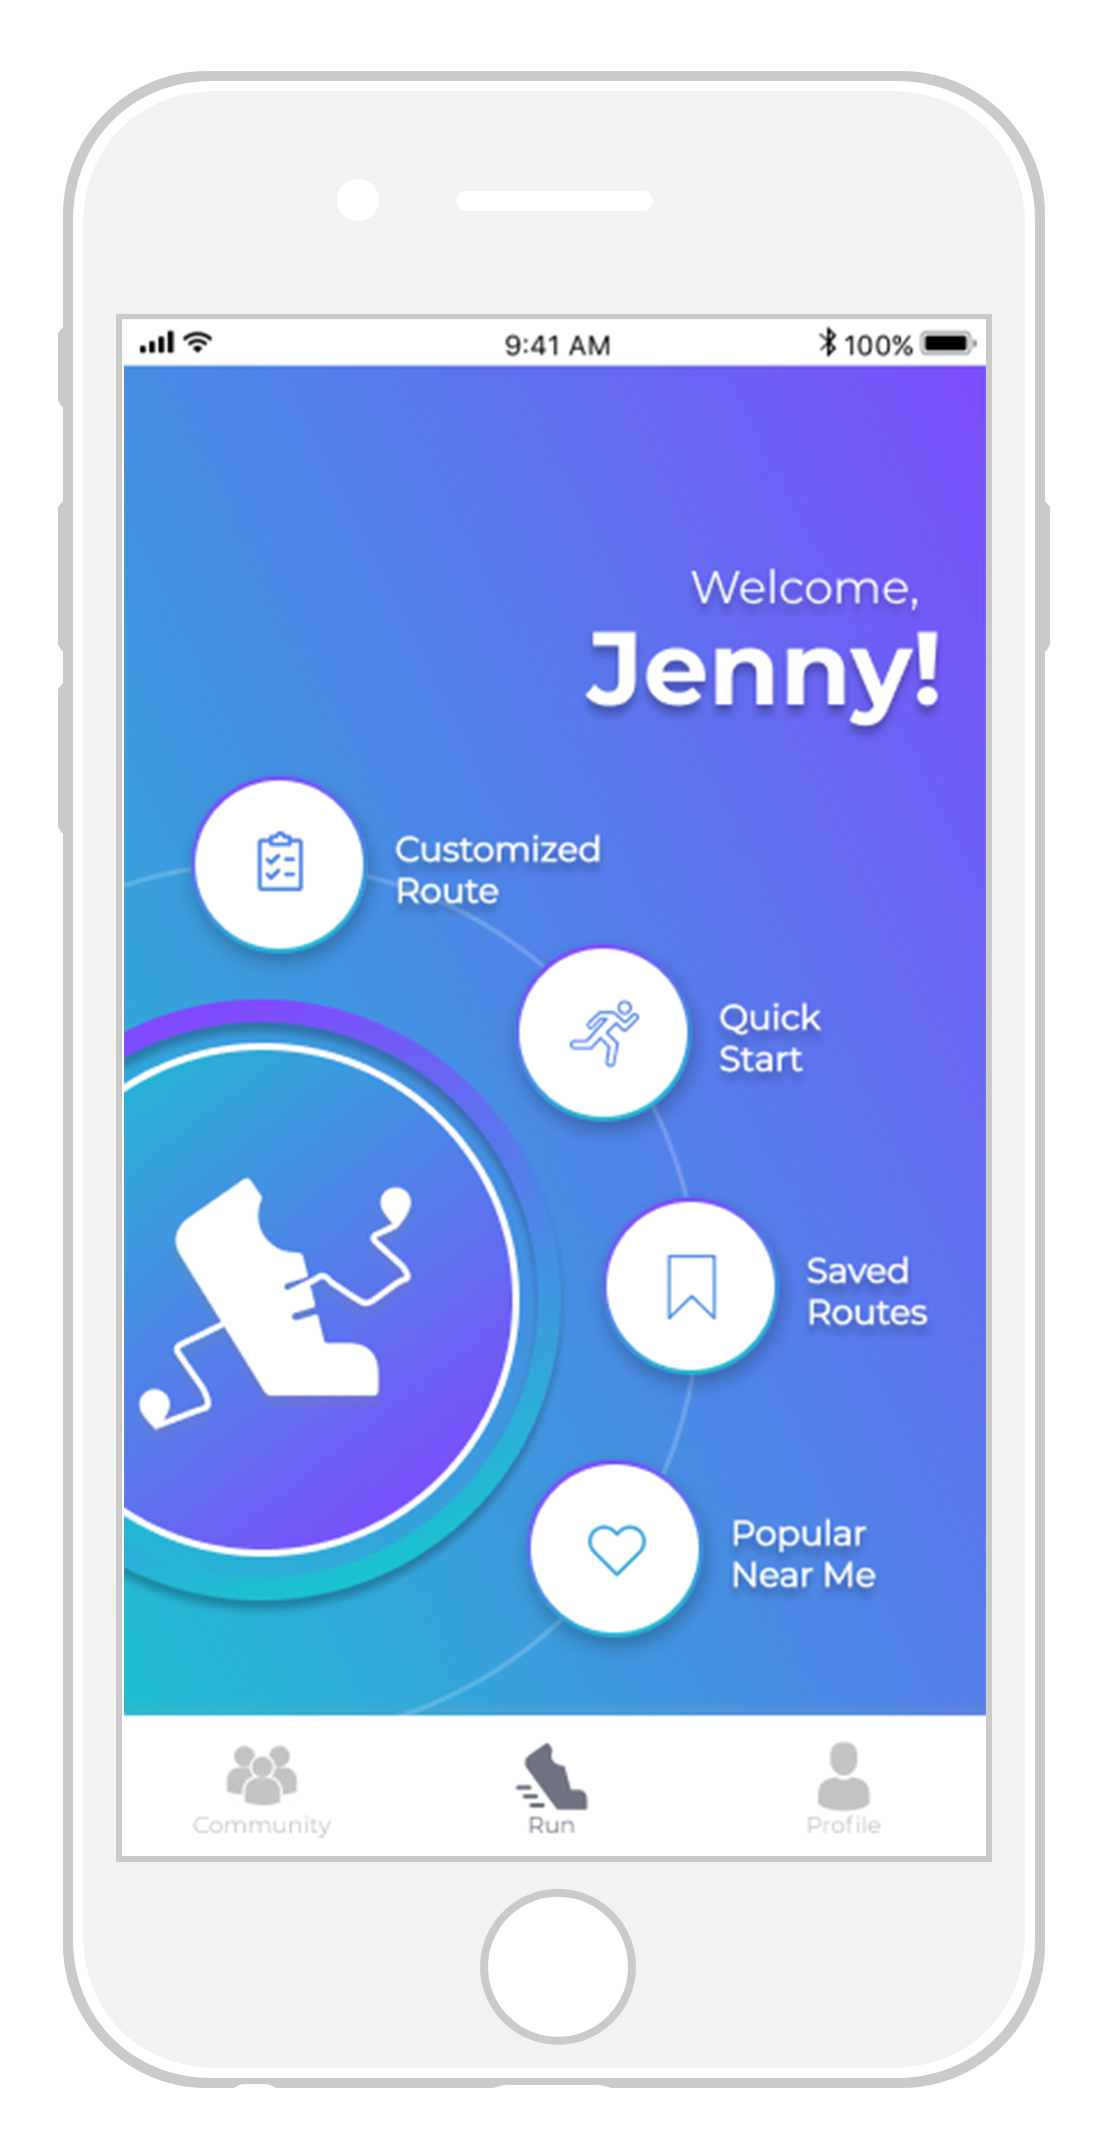 9:41 AM
100%
Welcome,
Jenny!
Customized
Route
Quick
Start
Saved
Routes
Popular
Near Me
Community
Run
Profile